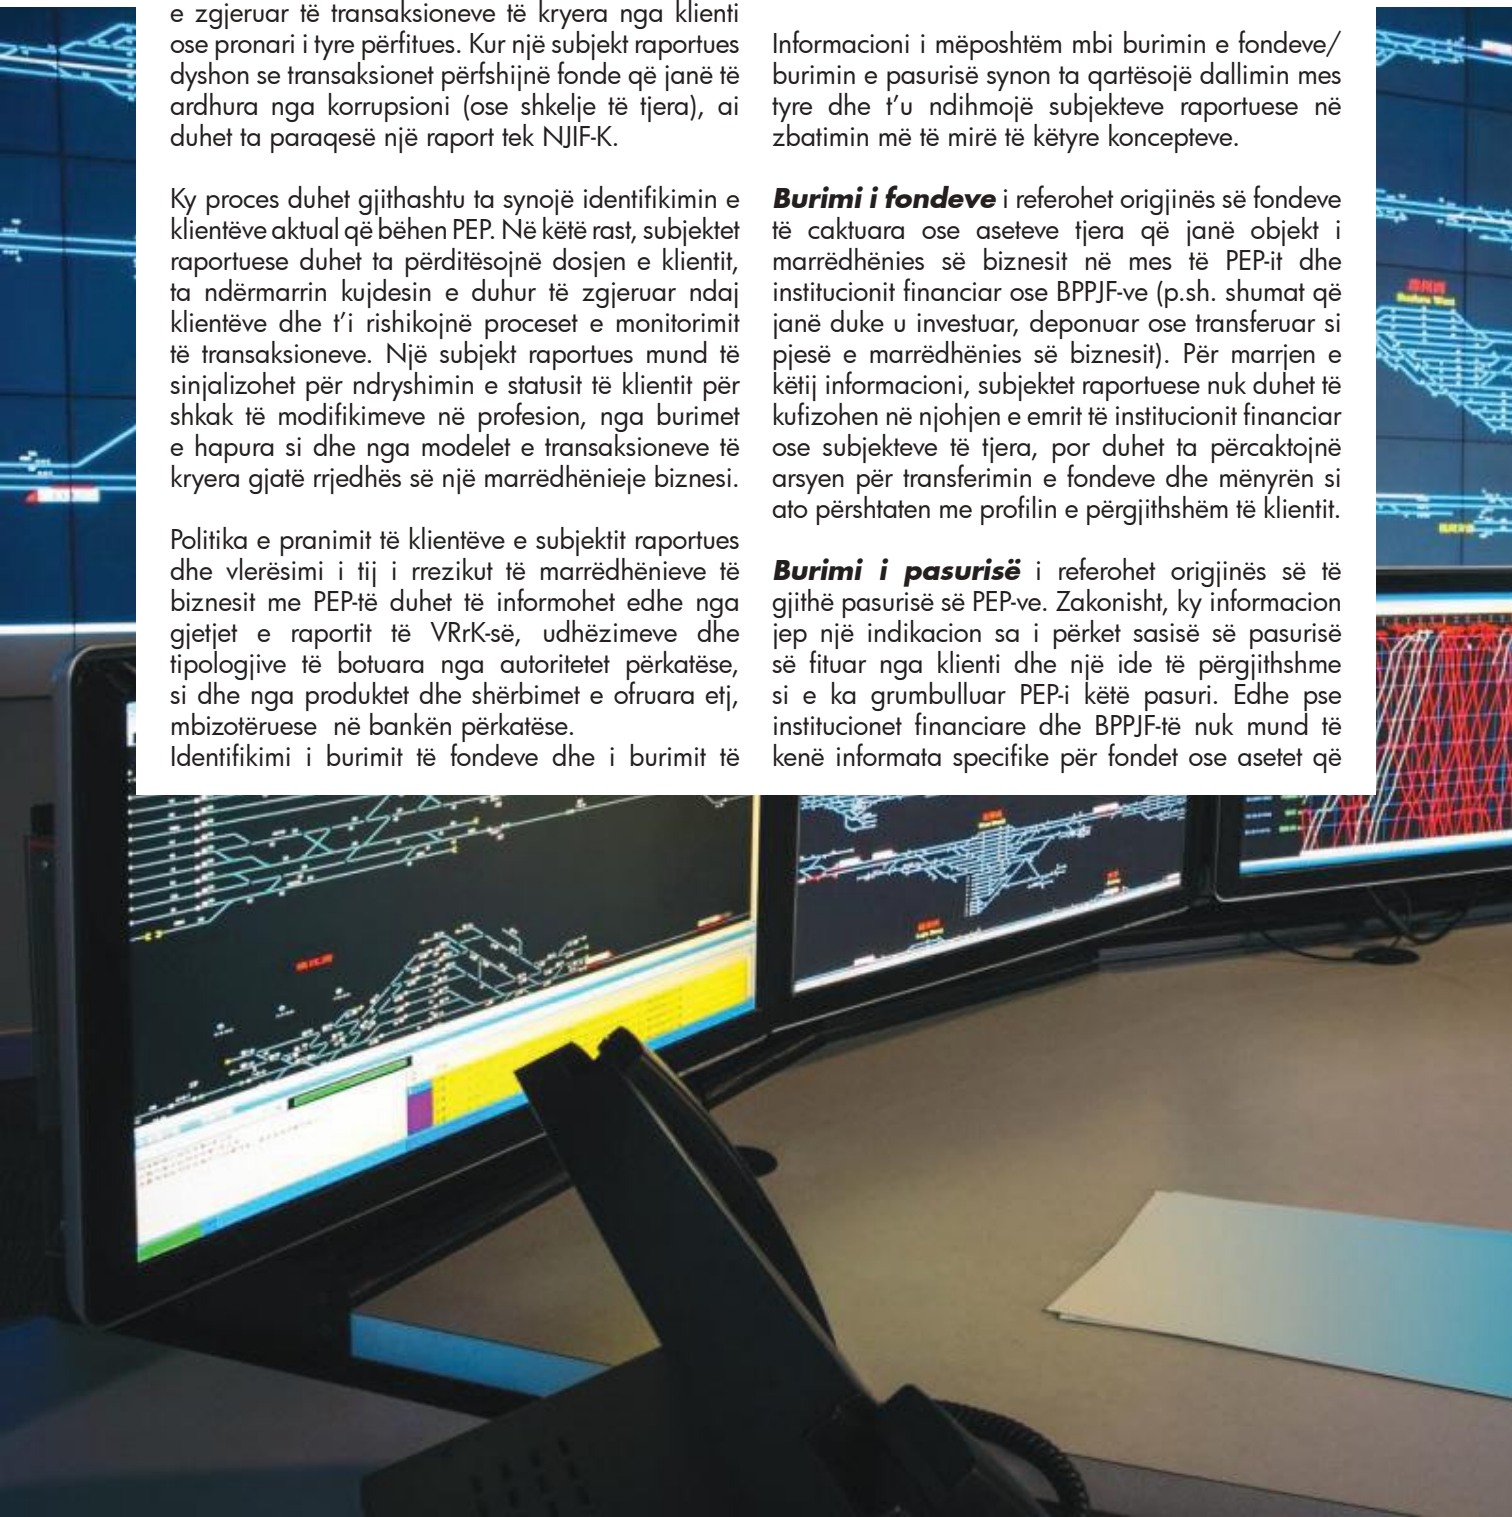 e zgjeruar të transaksioneve të kryera nga klienti
ose pronari i tyre përfitues. Kur një subjekt raportues
dyshon se transaksionet përfshijnë fonde që janë të
ardhura nga korrupsioni (ose shkelje të tjera), ai
duhet ta paraqesë një raport tek NJIF-K.
Ky proces duhet gjithashtu ta synojë identifikimin e
klientëve aktual që bëhen PEP. Në këtë rast, subjektet
raportuese duhet ta përditësojnë dosjen e klientit,
ta ndërmarrin kujdesin e duhur të zgjeruar ndaj
klientëve dhe t'i rishikojnë proceset e monitorimit
të transaksioneve. Një subjekt raportues mund të
sinjalizohet për ndryshimin e statusit të klientit për
shkak të modifikimeve në profesion, nga burimet
e hapura si dhe nga modelet e transaksioneve të
kryera gjatë rrjedhës së një marrëdhënieje biznesi.
Politika e pranimit të klientëve e subjektit raportues
dhe vlerësimi i tij i rrezikut të marrëdhënieve të
biznesit me PEP-të duhet të informohet edhe nga
gjetjet e raportit të VRrK-së, udhëzimeve dhe
tipologjive të botuara nga autoritetet përkatëse,
si dhe nga produktet dhe shërbimet e ofruara etj,
mbizotëruese në bankën përkatëse.
Identifikimi i burimit të fondeve dhe i burimit të
Informacioni i mëposhtëm mbi burimin e fondeve/
burimin e pasurisë synon ta qartësojë dallimin mes
tyre dhe t'u ndihmojë subjekteve raportuese në
zbatimin më të mirë të këtyre koncepteve.
Burimi i fondeve i referohet origjinës së fondeve
të caktuara ose aseteve tjera që janë objekt i
marrëdhënies së biznesit në mes të PEP-it dhe
institucionit financiar ose BPPJF-ve (p.sh. shumat që
janë duke u investuar, deponuar ose transferuar si
pjesë e marrëdhënies së biznesit). Për marrjen e
këtij informacioni, subjektet raportuese nuk duhet të
kufizohen në njohjen e emrit të institucionit financiar
ose subjekteve të tjera, por duhet ta përcaktojnë
arsyen për transferimin e fondeve dhe mënyrën si
ato përshtaten me profilin e përgjithshëm të klientit.
Burimi i pasurisë i referohet origjinës së të
gjithë pasurisë së PEP-ve. Zakonisht, ky informacion
jep një indikacion sa i përket sasisë së pasurisë
së fituar nga klienti dhe një ide të përgjithshme
si e ka grumbulluar PEP-i këtë pasuri. Edhe pse
institucionet financiare dhe BPPJF-të nuk mund të
kenë informata specifike për fondet ose asetet që